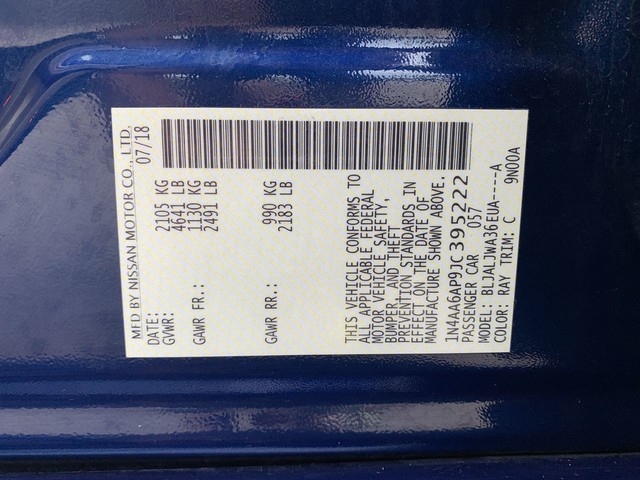 MFD BY NISSAN MOTOR CO., LTD.
DATE: 07/18
GVWR: 2105 KG
4641 LB
GAWR FR.: 1130 KG
2491 LB
GAWR RR.: 990 KG
2183 LB
THIS VEHICLE CONFORMS TO
ALL APPLICABLE FEDERAL
MOTOR VEHICLE SAFETY,
BUMPER, AND THEFT
PREVENTION STANDARDS IN
EFFECT ON THE DATE OF
MANUFACTURE SHOWN ABOVE.
1N4AA6AP9JC395222
PASSENGER CAR 057
MODEL: BLJALJWA36EUA----A
COLOR: RAY TRIM: C 9N00A